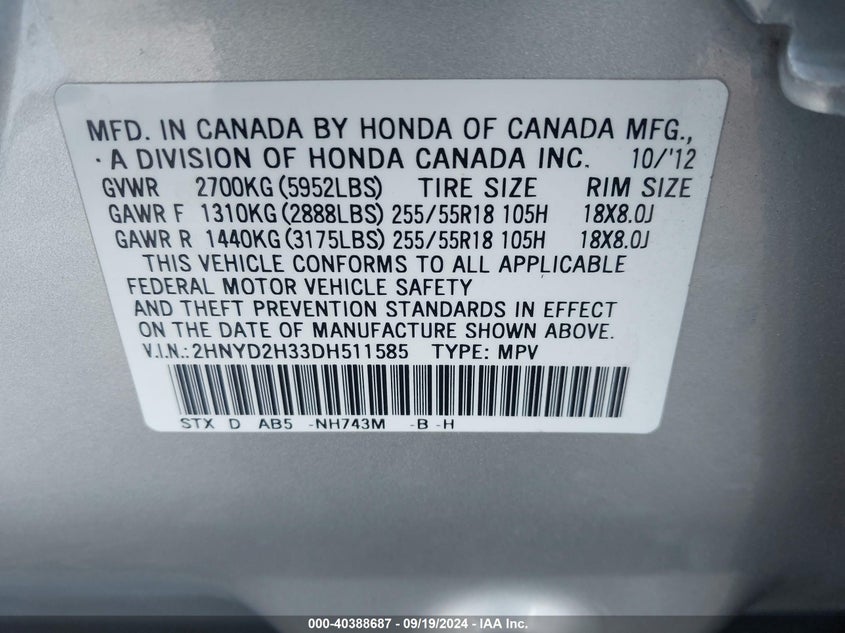 MFD. IN CANADA BY HONDA OF CANADA MFG.,
· A DIVISION OF HONDA CANADA INC. 10/'12
GVWR 2700KG (5952LBS) TIRE SIZE RIM SIZE
GAWR F 1310KG (2888LBS) 255/55R18 105H 18X8.0J
GAWR R 1440KG (3175LBS) 255/55R18 105H 18X8.0J
THIS VEHICLE CONFORMS TO ALL APPLICABLE
FEDERAL MOTOR VEHICLE SAFETY
AND THEFT PREVENTION STANDARDS IN EFFECT
ON THE DATE OF MANUFACTURE SHOWN ABOVE.
V.I.N.: 2HNYD2H33DH511585 TYPE: MPV
STX D AB5 -NH743M -B -H
000-40388687 - 09/19/2024 - IAA Inc.